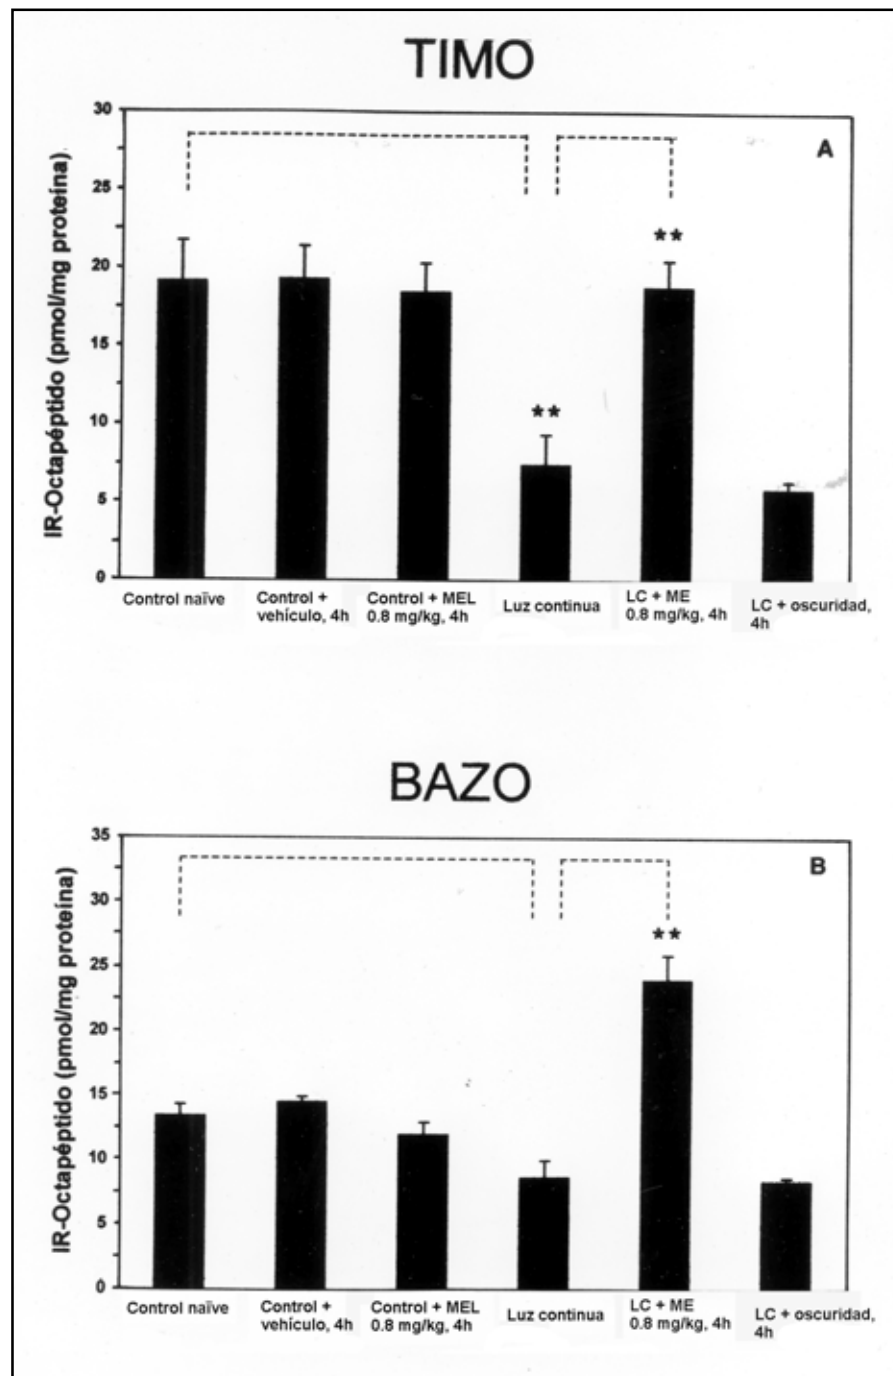 TIMO
IR-Octapéptido (pmol/mg proteína)
30
25
20
15
10
5
0
A
**
**
Control naïve
Control +
vehículo, 4h
Control + MEL
0.8 mg/kg, 4h
Luz continua
LC + ME
0.8 mg/kg, 4h
LC + oscuridad,
4h
BAZO
IR-Octapéptido (pmol/mg proteína)
35
30
25
20
15
10
5
0
B
**
Control naïve
Control +
vehículo, 4h
Control + MEL
0.8 mg/kg, 4h
Luz continua
LC + ME
0.8 mg/kg, 4h
LC + oscuridad,
4h